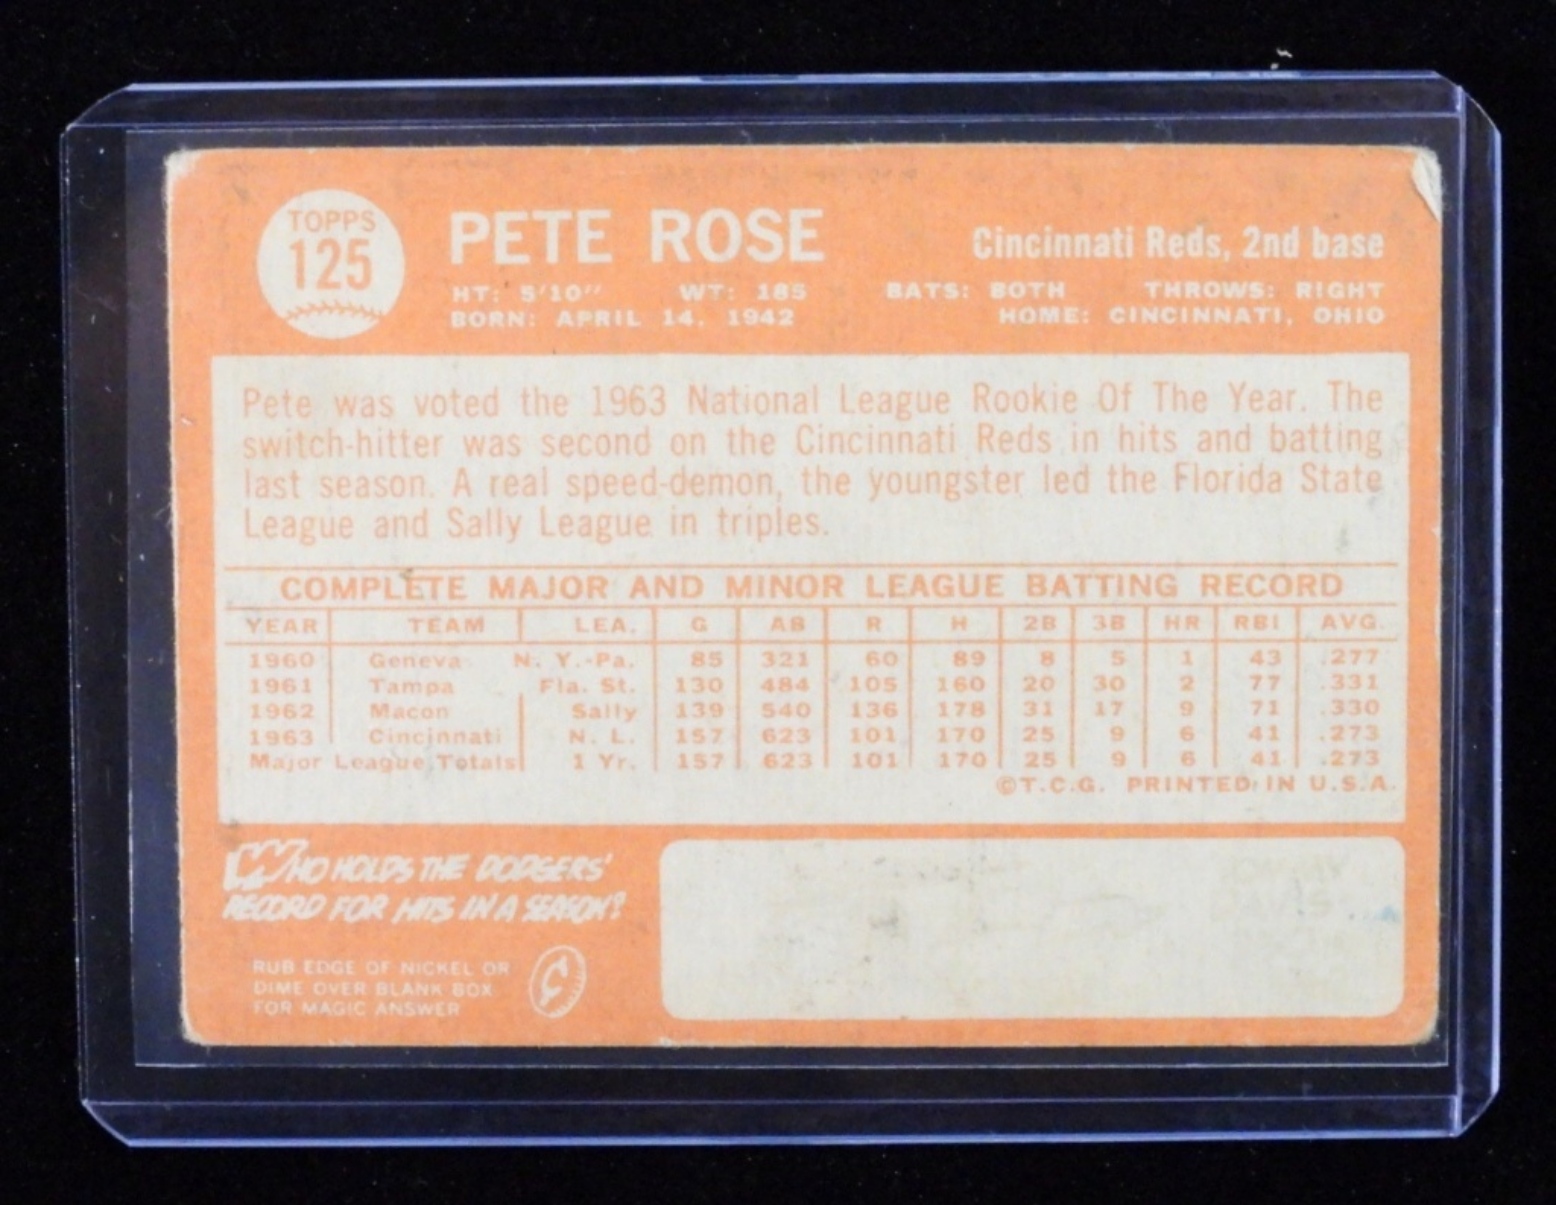 TOPPS
125
PETE ROSE
Cincinnati Reds, 2nd base
HT: 5'10" WT: 185 BATS: BOTH THROWS: RIGHT
BORN: APRIL 14, 1942 HOME: CINCINNATI, OHIO
Pete was voted the 1963 National League Rookie Of The Year. The
switch-hitter was second on the Cincinnati Reds in hits and batting
last season. A real speed-demon, the youngster led the Florida State
League and Sally League in triples.
COMPLETE MAJOR AND MINOR LEAGUE BATTING RECORD
YEAR TEAM LEA. G AB R H 2B 3B HR RBI AVG.
1960 Geneva N. Y.-Pa. 85 321 60 89 8 5 1 43 .277
1961 Tampa Fla. St. 130 484 105 160 20 30 2 77 .331
1962 Macon Sally 139 540 136 178 31 17 9 71 .330
1963 Cincinnati N. L. 157 623 101 170 25 9 6 41 .273
Major League Totals 1 Yr. 157 623 101 170 25 9 6 41 .273
©T.C.G. PRINTED IN U.S.A.
WHO HOLDS THE DODGERS'
RECORD FOR HITS IN A SEASON?
RUB EDGE OF NICKEL OR
DIME OVER BLANK BOX
FOR MAGIC ANSWER